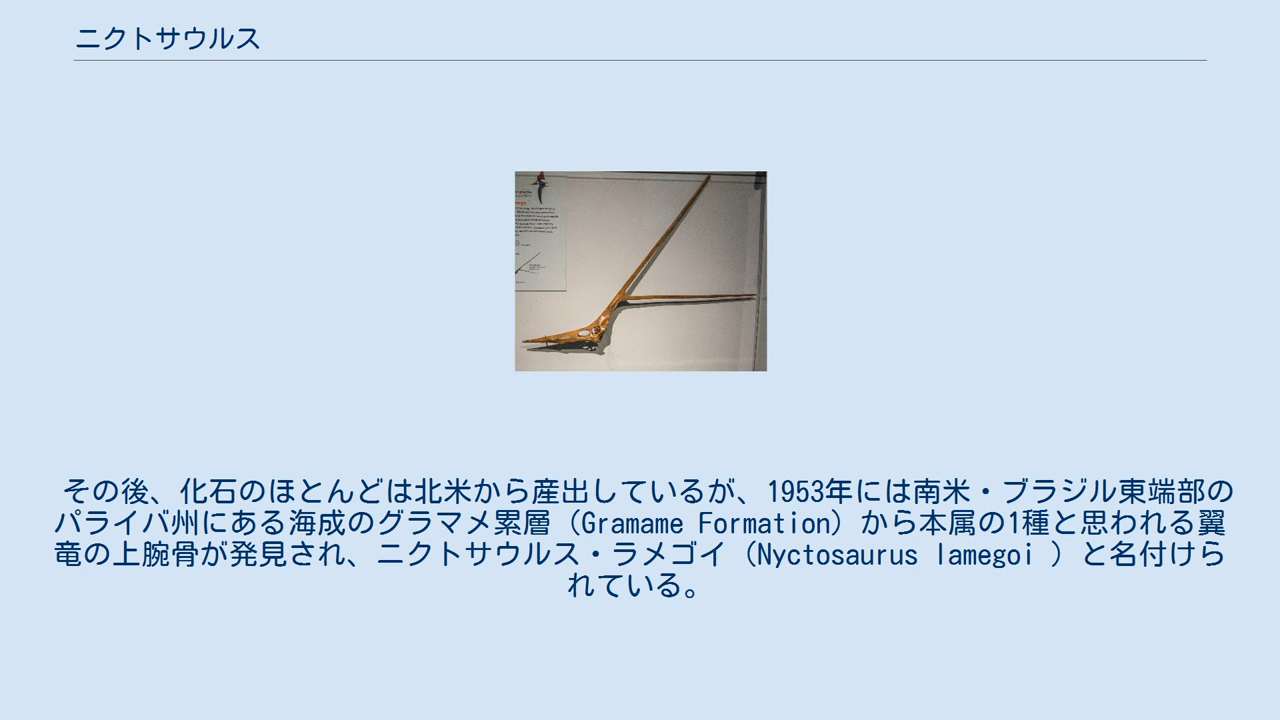 ニクトサウルス
その後、化石のほとんどは北米から産出しているが、1953年には南米・ブラジル東端部の
パライバ州にある海成のグラマメ累層（Gramame Formation）から本属の1種と思われる翼
竜の上腕骨が発見され、ニクトサウルス・ラメゴイ（Nyctosaurus lamegoi ）と名付けら
れている。